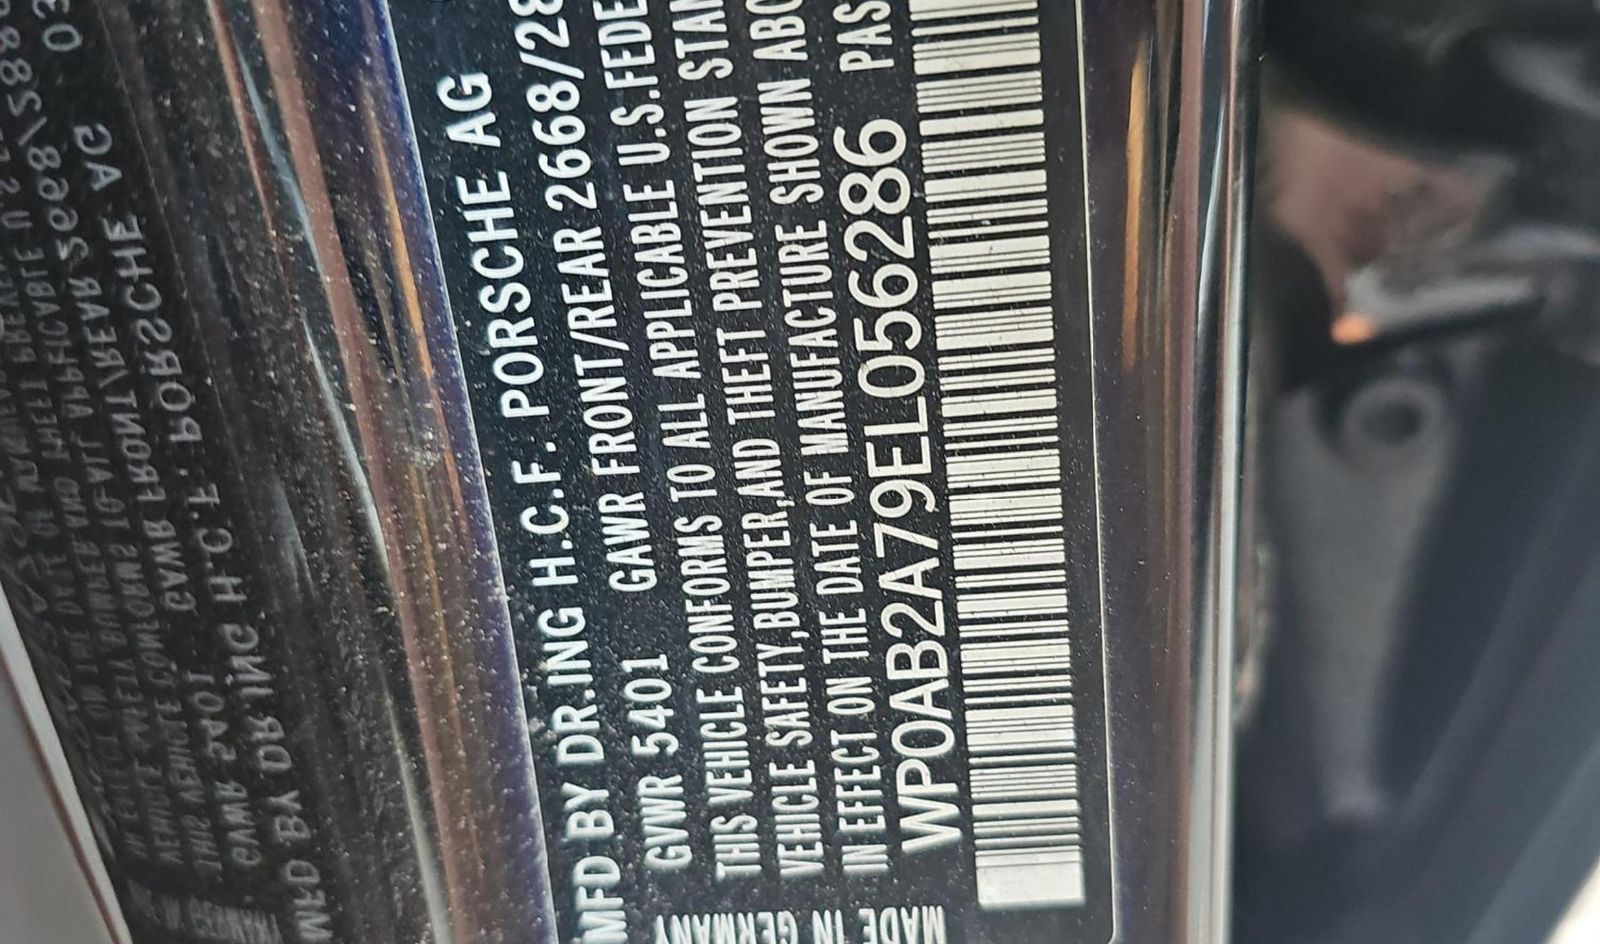 MFD BY DR.ING H.C.F. PORSCHE AG
GVWR 5401 GAWR FRONT/REAR 2668/28
THIS VEHICLE CONFORMS TO ALL APPLICABLE U.S.FEDE
VEHICLE SAFETY,BUMPER,AND THEFT PREVENTION STAN
IN EFFECT ON THE DATE OF MANUFACTURE SHOWN ABO
WP0AB2A79EL056286 PAS
MADE IN GERMANY